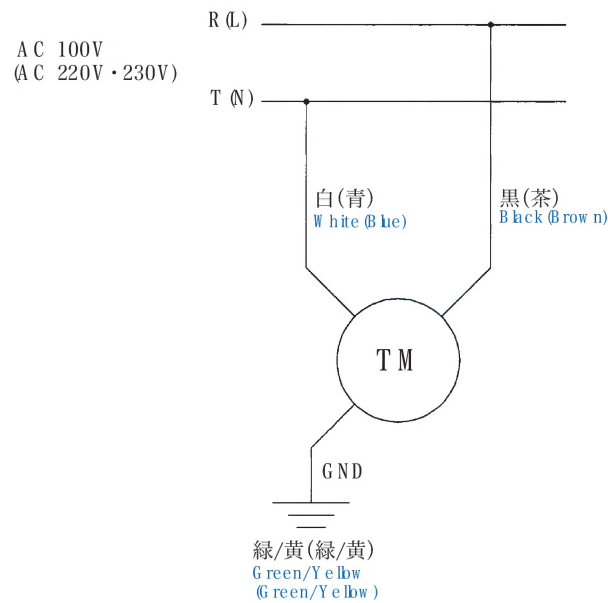 R(L)
AC 100V
(AC 220V・230V)
T(N)
白(青)
White(Blue)
黒(茶)
Black(Brown)
TM
GND
緑/黄(緑/黄)
Green/Yellow
(Green/Yellow)